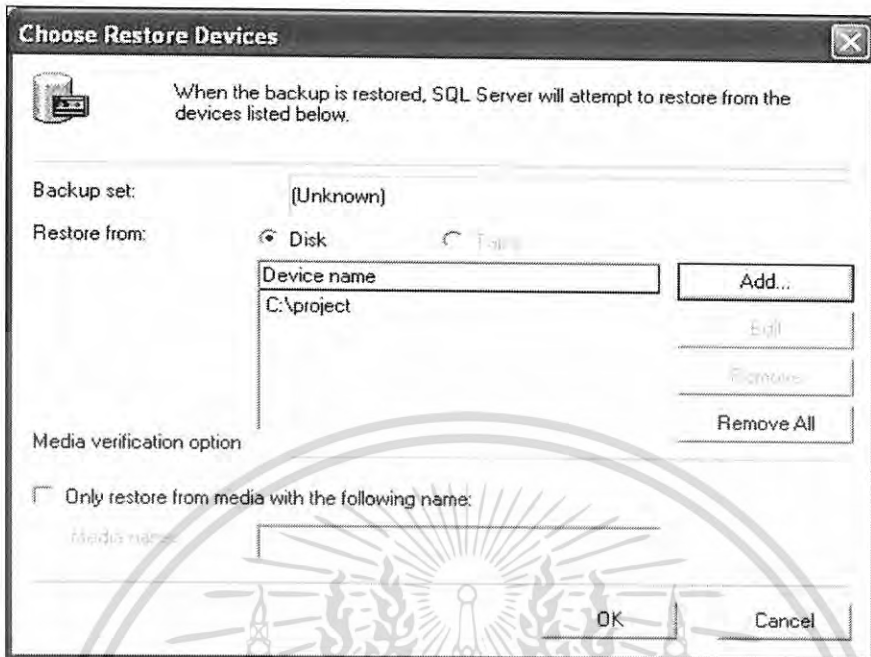 Choose Restore Devices
When the backup is restored, SQL Server will attempt to restore from the
devices listed below.
Backup set:
(Unknown)
Restore from:
Disk
Tape
Device name
Add...
C:\project
Edit
Remove
Remove All
Media verification option
Only restore from media with the following name:
Media name:
OK
Cancel